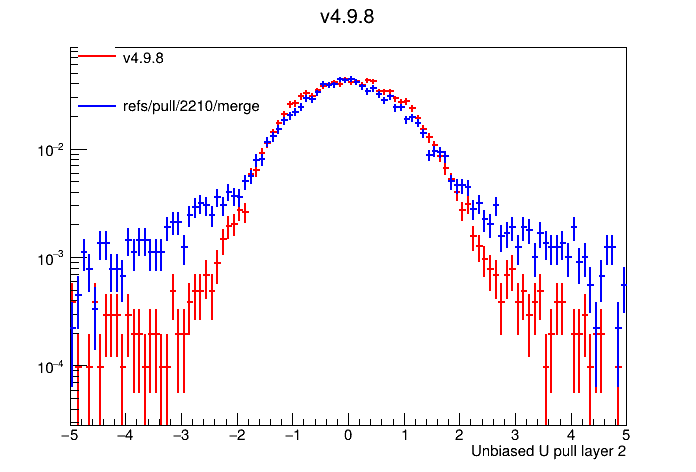 v4.9.8
v4.9.8
refs/pull/2210/merge
10⁻²
10⁻³
10⁻⁴
−5 −4 −3 −2 −1 0 1 2 3 4 5
Unbiased U pull layer 2